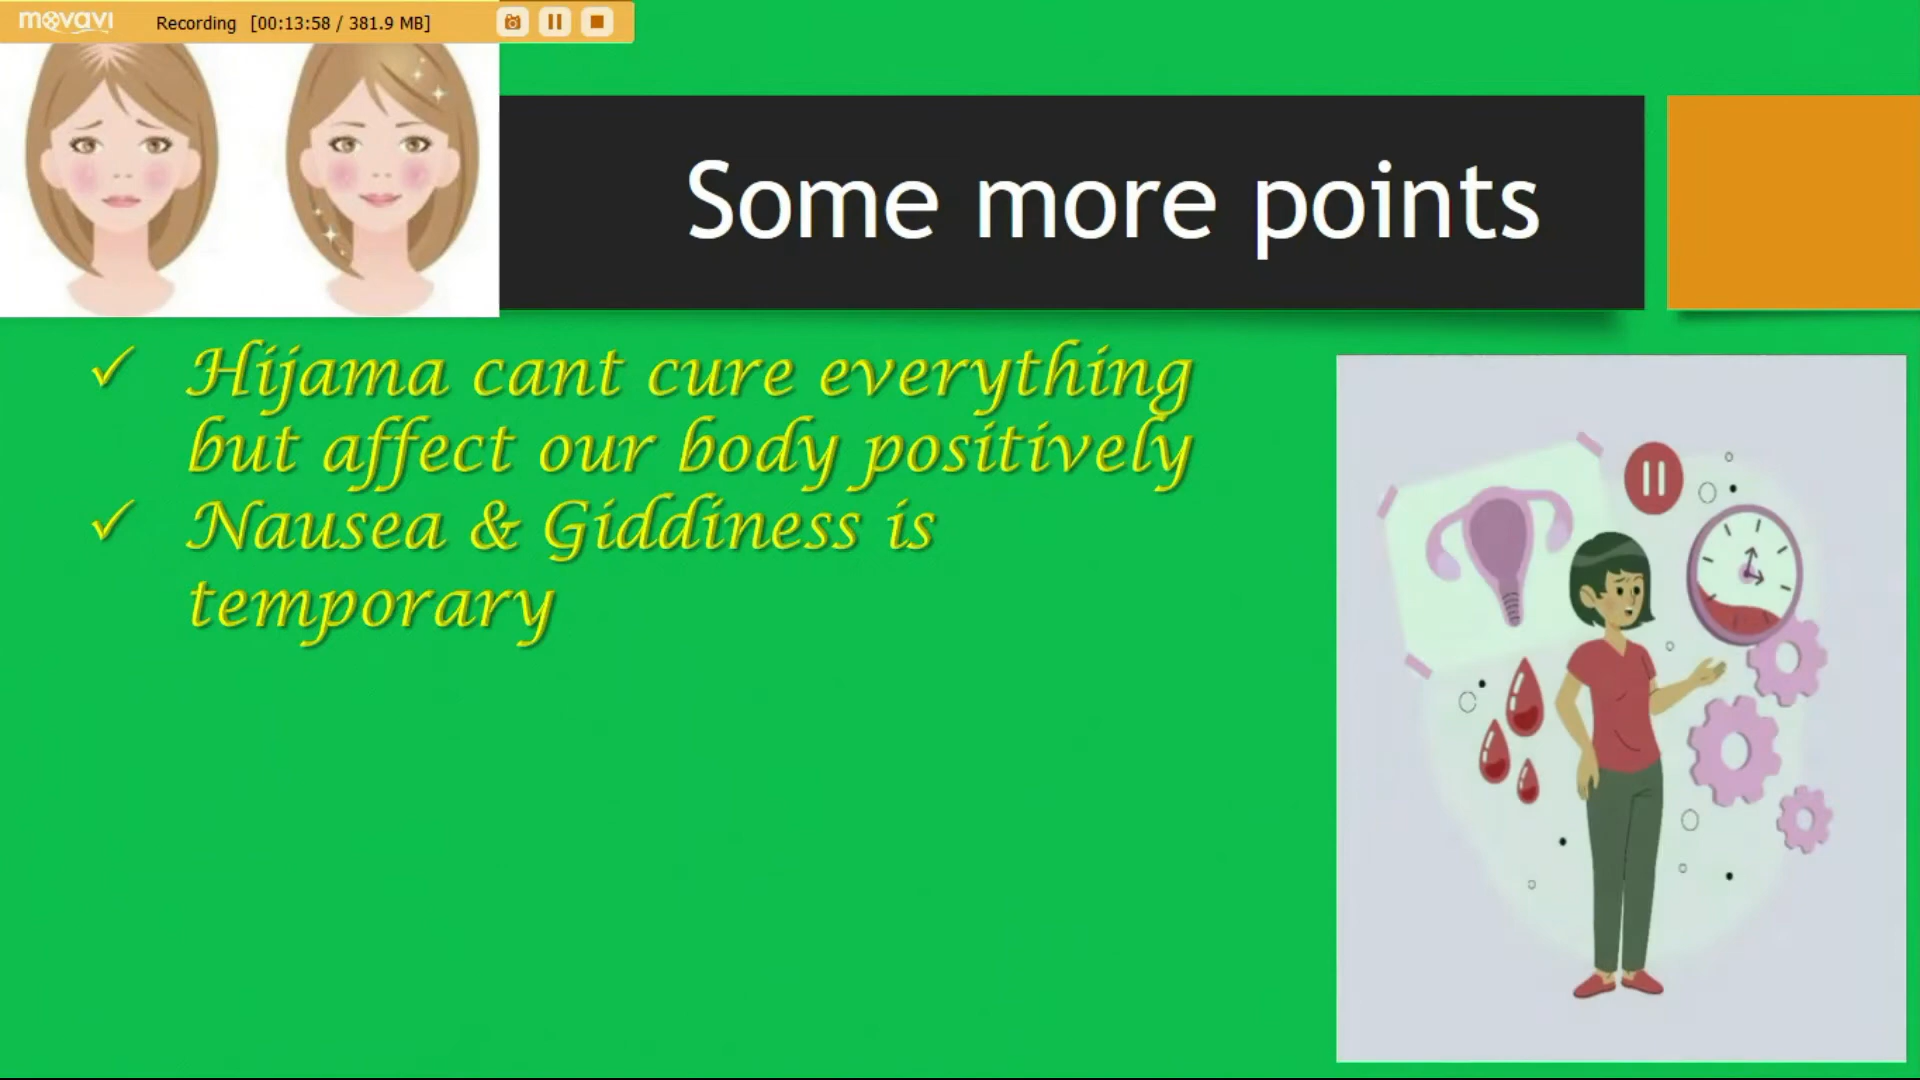 movavi
Recording [00:13:58 / 381.9 MB]
Some more points
✓ Hijama cant cure everything
but affect our body positively
✓ Nausea & Giddiness is
temporary